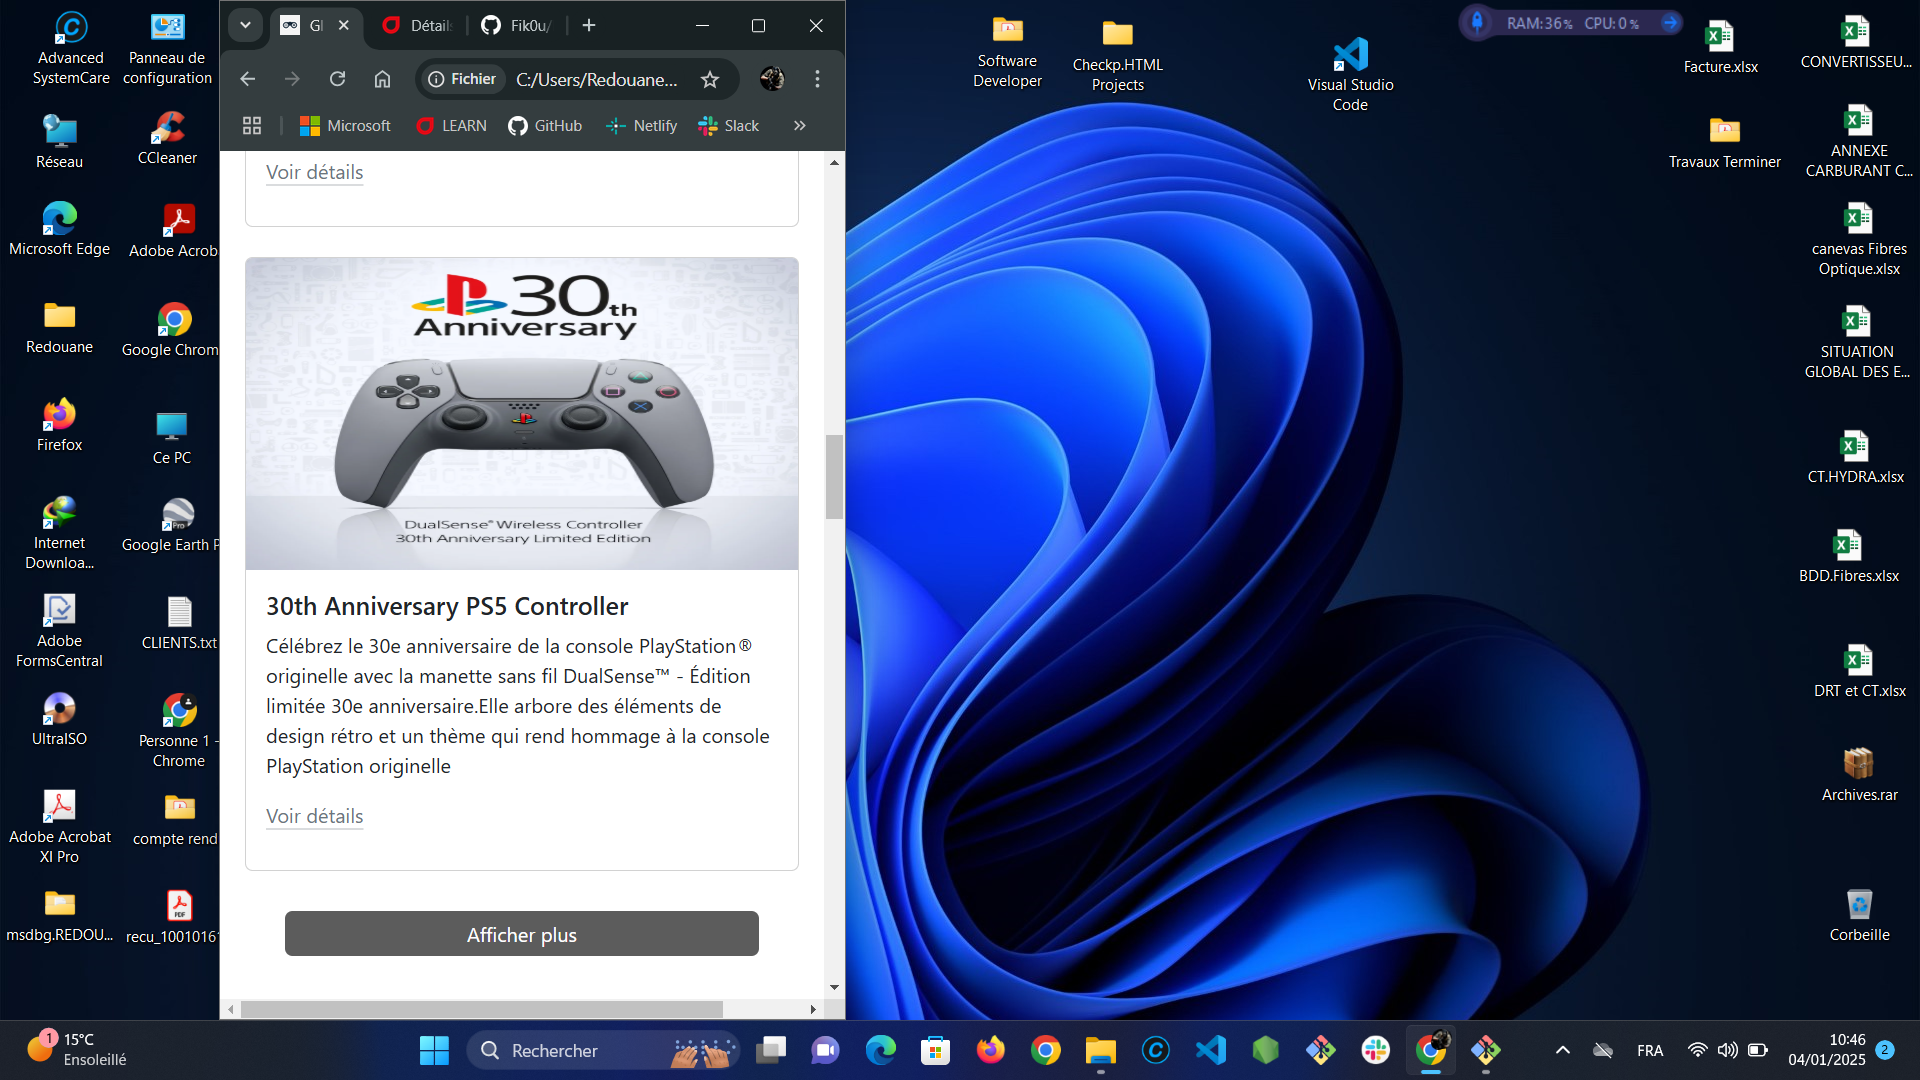 Advanced
SystemCare
Panneau de
configuration
Réseau
CCleaner
Microsoft Edge
Adobe Acrob
Redouane
Google Chrom
Firefox
Ce PC
Internet
Downloa...
Google Earth P
Adobe
FormsCentral
CLIENTS.txt
UltraISO
Personne 1 -
Chrome
Adobe Acrobat
XI Pro
compte rend
msdbg.REDOU...
recu_1001016
Gl
Détails
Fik0u/
Fichier
C:/Users/Redouane...
Microsoft
LEARN
GitHub
Netlify
Slack
Voir détails
30th
Anniversary
DualSense® Wireless Controller
30th Anniversary Limited Edition
30th Anniversary PS5 Controller
Célébrez le 30e anniversaire de la console PlayStation®
originelle avec la manette sans fil DualSense™ - Édition
limitée 30e anniversaire.Elle arbore des éléments de
design rétro et un thème qui rend hommage à la console
PlayStation originelle
Voir détails
Afficher plus
Software
Developer
Checkp.HTML
Projects
Visual Studio
Code
RAM:36% CPU:0%
Facture.xlsx
CONVERTISSEU...
Travaux Terminer
ANNEXE
CARBURANT C...
canevas Fibres
Optique.xlsx
SITUATION
GLOBAL DES E...
CT.HYDRA.xlsx
BDD.Fibres.xlsx
DRT et CT.xlsx
Archives.rar
Corbeille
1
15°C
Ensoleillé
Rechercher
FRA
10:46
04/01/2025
2